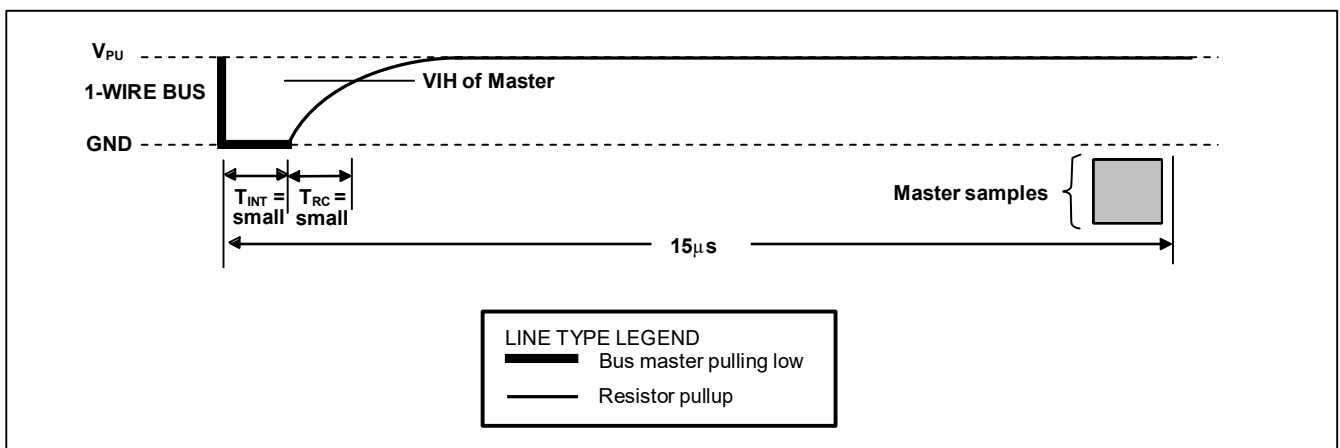 VPU
1-WIRE BUS
VIH of Master
GND
TINT =
small
TRC =
small
Master samples
15μs
LINE TYPE LEGEND
Bus master pulling low
Resistor pullup